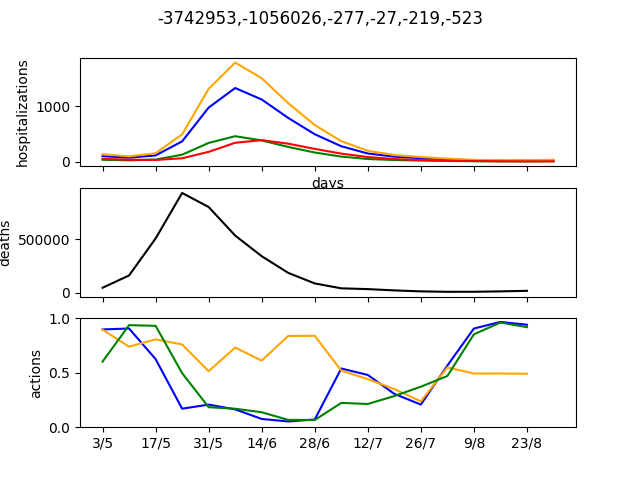 -3742953,-1056026,-277,-27,-219,-523
hospitalizations
1000
0
days
deaths
500000
0
actions
1.0
0.5
0.0
3/5 17/5 31/5 14/6 28/6 12/7 26/7 9/8 23/8